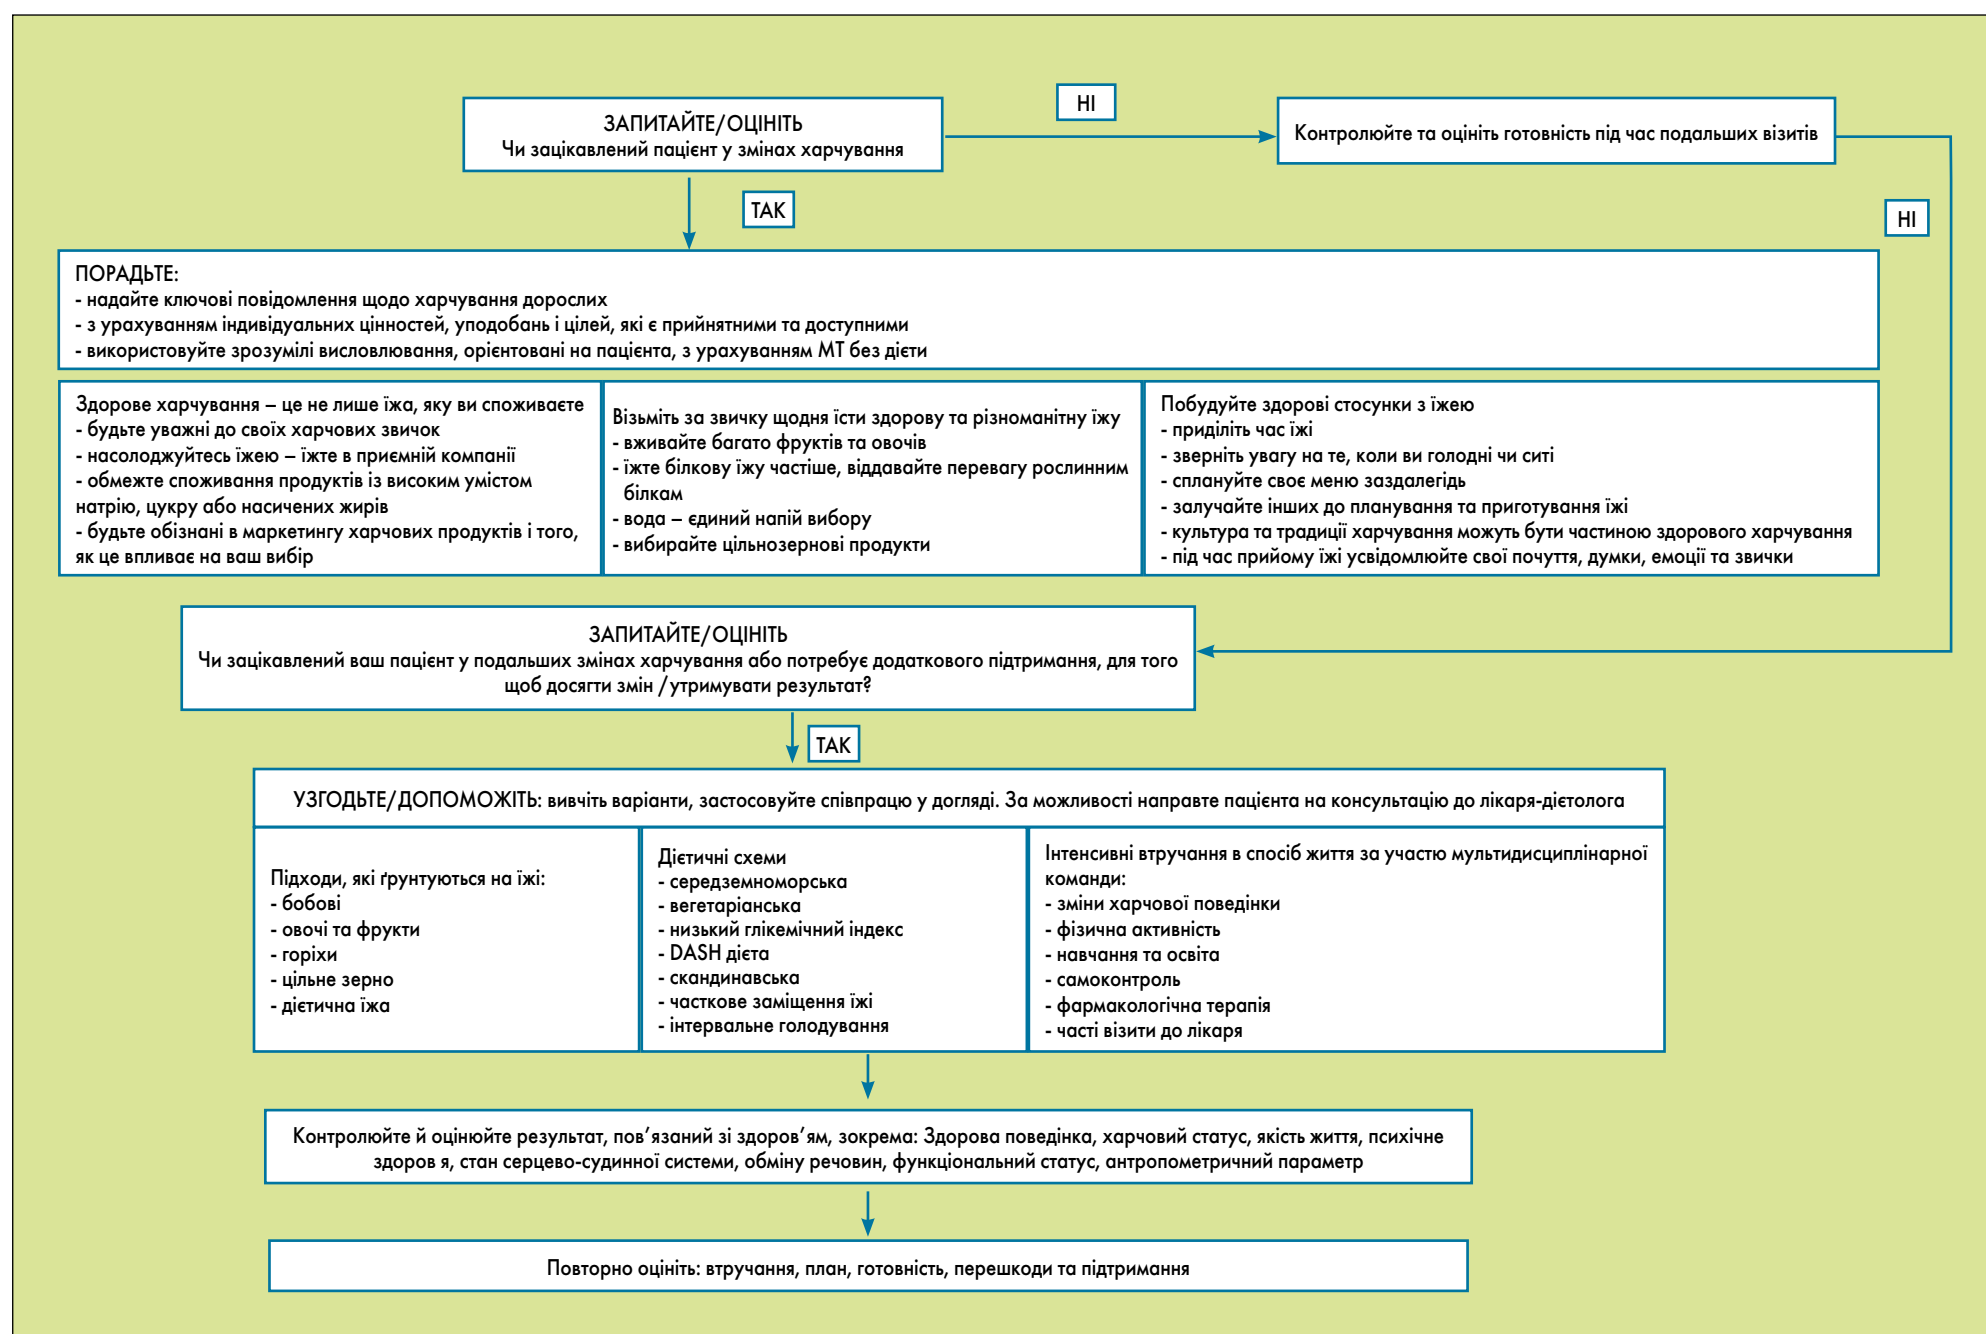 ЗАПИТАЙТЕ/ОЦІНІТЬ
Чи зацікавлений пацієнт у змінах харчування
НІ
Контролюйте та оцініть готовність під час подальших візитів
ТАК
НІ
ПОРАДЬТЕ:
- надайте ключові повідомлення щодо харчування дорослих
- з урахуванням індивідуальних цінностей, уподобань і цілей, які є прийнятними та доступними
- використовуйте зрозумілі висловлювання, орієнтовані на пацієнта, з урахуванням МТ без дієти
Здорове харчування – це не лише їжа, яку ви споживаєте
- будьте уважні до своїх харчових звичок
- насолоджуйтесь їжею – їжте в приємній компанії
- обмежте споживання продуктів із високим умістом
натрію, цукру або насичених жирів
- будьте обізнані в маркетингу харчових продуктів і того,
як це впливає на ваш вибір
Візьміть за звичку щодня їсти здорову та різноманітну їжу
- вживайте багато фруктів та овочів
- їжте білкову їжу частіше, віддавайте перевагу рослинним
білкам
- вода – єдиний напій вибору
- вибирайте цільнозернові продукти
Побудуйте здорові стосунки з їжею
- приділіть час їжі
- зверніть увагу на те, коли ви голодні чи ситі
- сплануйте своє меню заздалегідь
- залучайте інших до планування та приготування їжі
- культура та традиції харчування можуть бути частиною здорового харчування
- під час прийому їжі усвідомлюйте свої почуття, думки, емоції та звички
ЗАПИТАЙТЕ/ОЦІНІТЬ
Чи зацікавлений ваш пацієнт у подальших змінах харчування або потребує додаткового підтримання, для того
щоб досягти змін /утримувати результат?
ТАК
УЗГОДЬТЕ/ДОПОМОЖІТЬ: вивчіть варіанти, застосовуйте співпрацю у догляді. За можливості направте пацієнта на консультацію до лікаря-дієтолога
Підходи, які ґрунтуються на їжі:
- бобові
- овочі та фрукти
- горіхи
- цільне зерно
- дієтична їжа
Дієтичні схеми
- середземноморська
- вегетаріанська
- низький глікемічний індекс
- DASH дієта
- скандинавська
- часткове заміщення їжі
- інтервальне голодування
Інтенсивні втручання в спосіб життя за участю мультидисциплінарної
команди:
- зміни харчової поведінки
- фізична активність
- навчання та освіта
- самоконтроль
- фармакологічна терапія
- часті візити до лікаря
Контролюйте й оцінюйте результат, пов’язаний зі здоров’ям, зокрема: Здорова поведінка, харчовий статус, якість життя, психічне
здоров я, стан серцево-судинної системи, обміну речовин, функціональний статус, антропометричний параметр
Повторно оцініть: втручання, план, готовність, перешкоди та підтримання